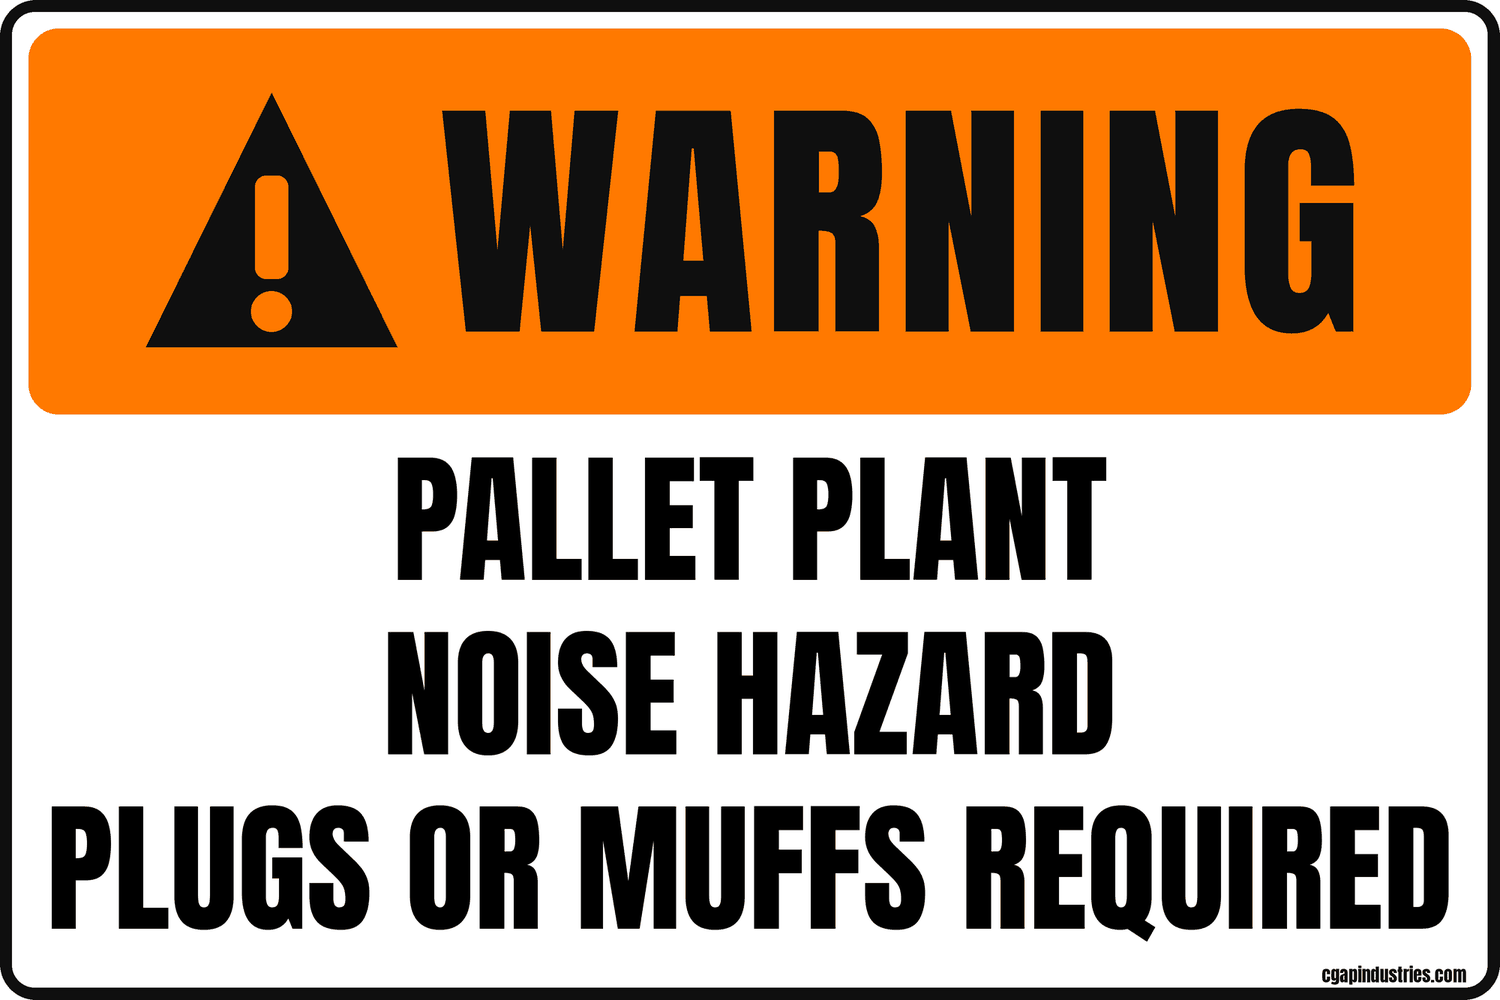 WARNING
PALLET PLANT
NOISE HAZARD
PLUGS OR MUFFS REQUIRED
cgapindustries.com